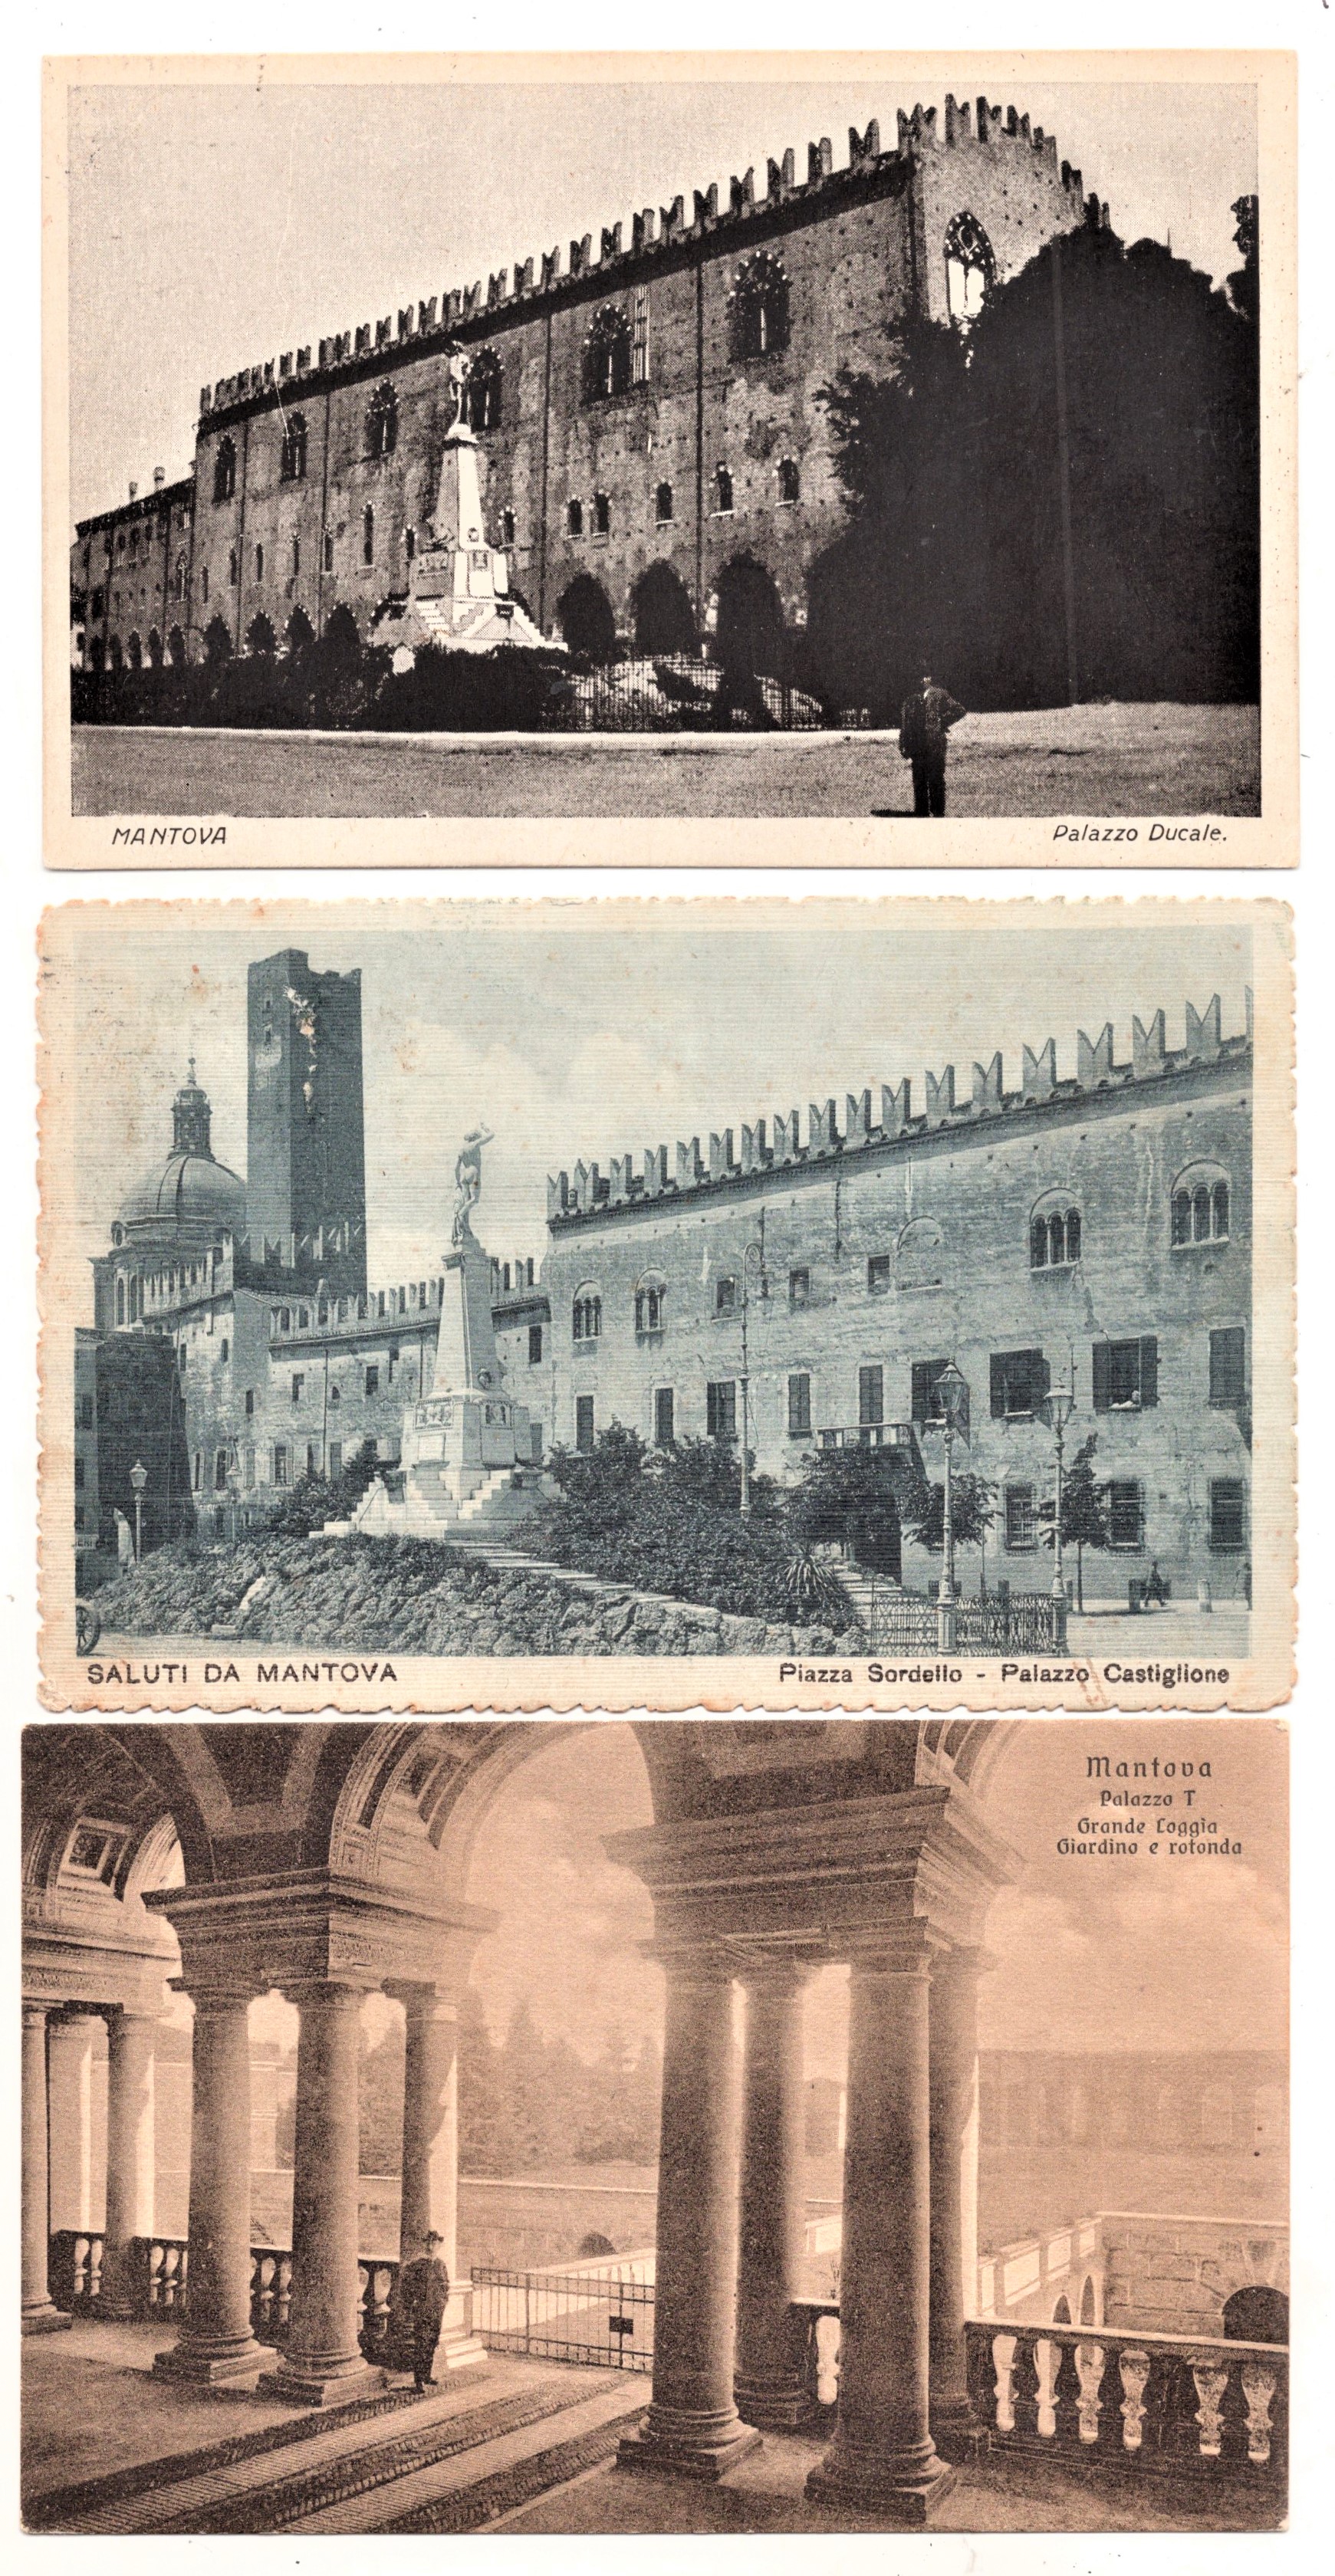 MANTOVA
Palazzo Ducale.
SALUTI DA MANTOVA
Piazza Sordello - Palazzo Castiglione
Mantova
Palazzo T
Grande Loggia
Giardino e rotonda